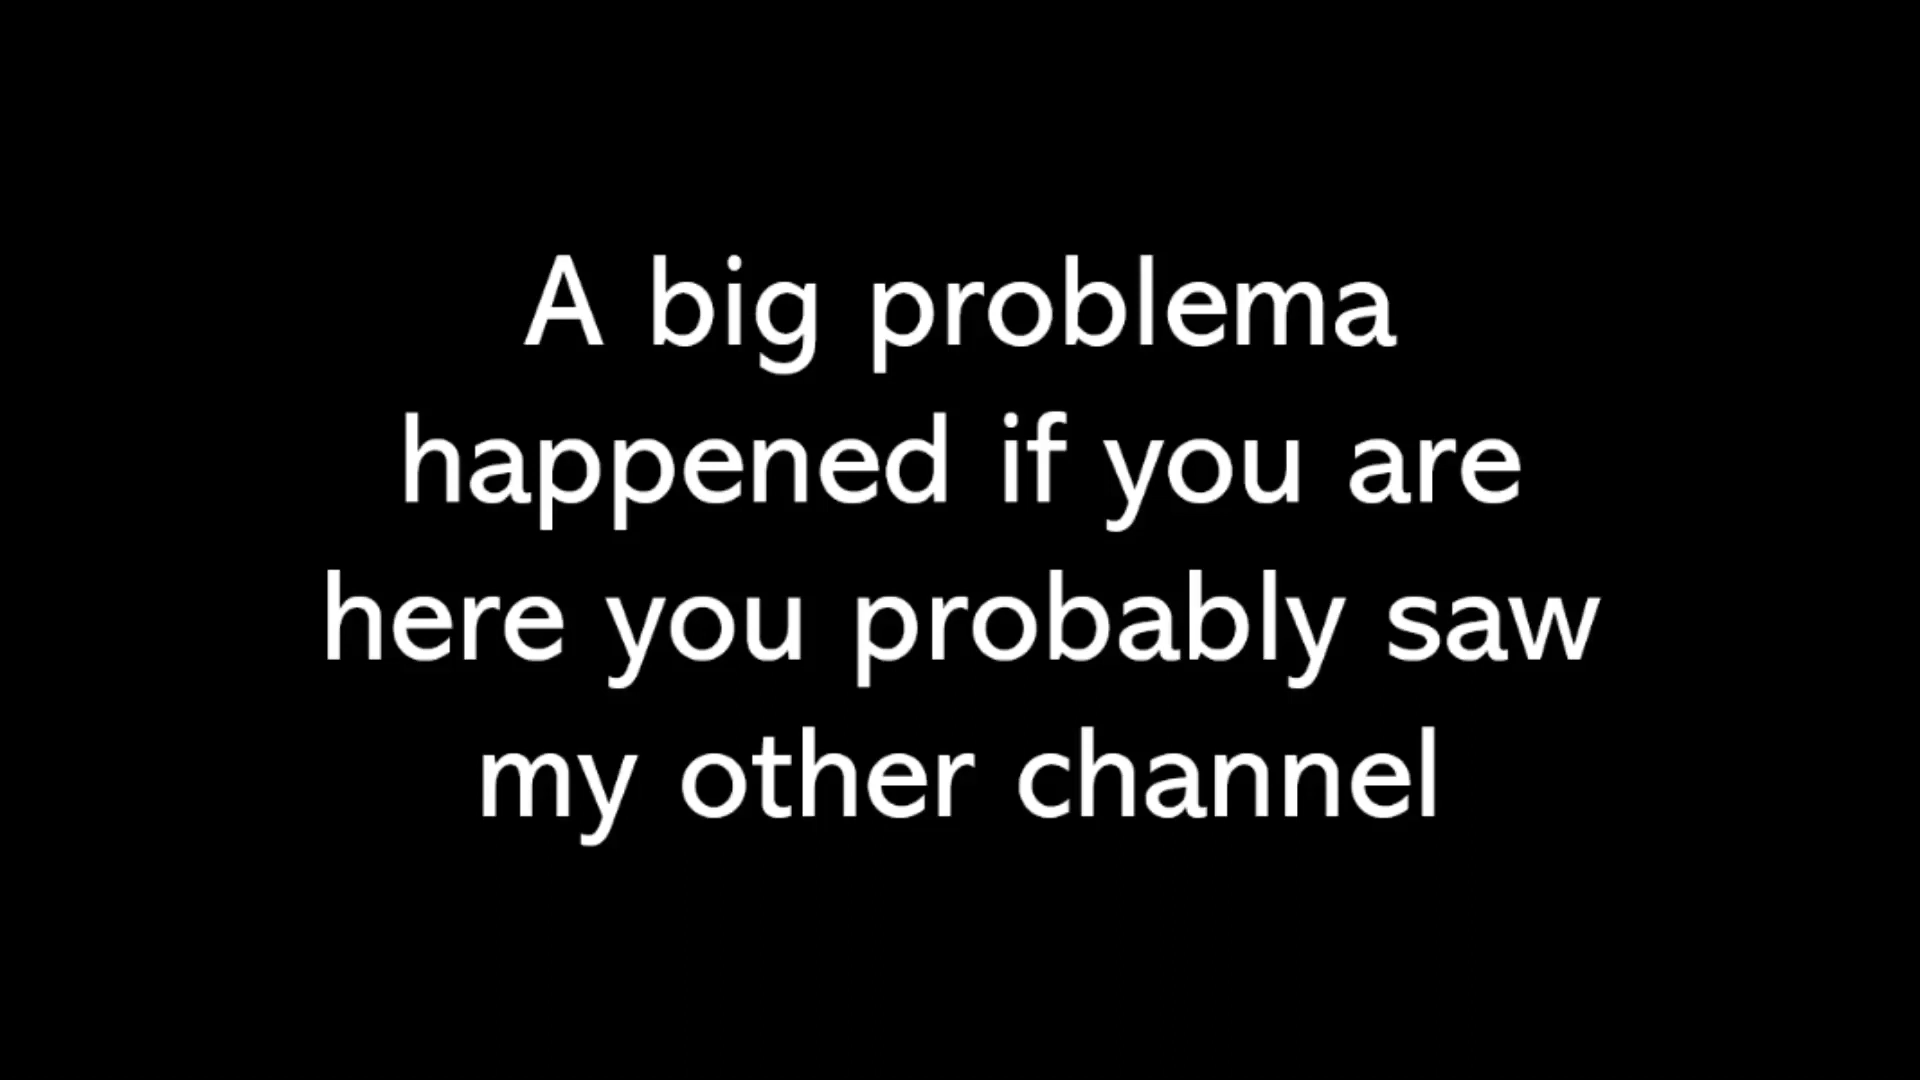 A big problema
happened if you are
here you probably saw
my other channel